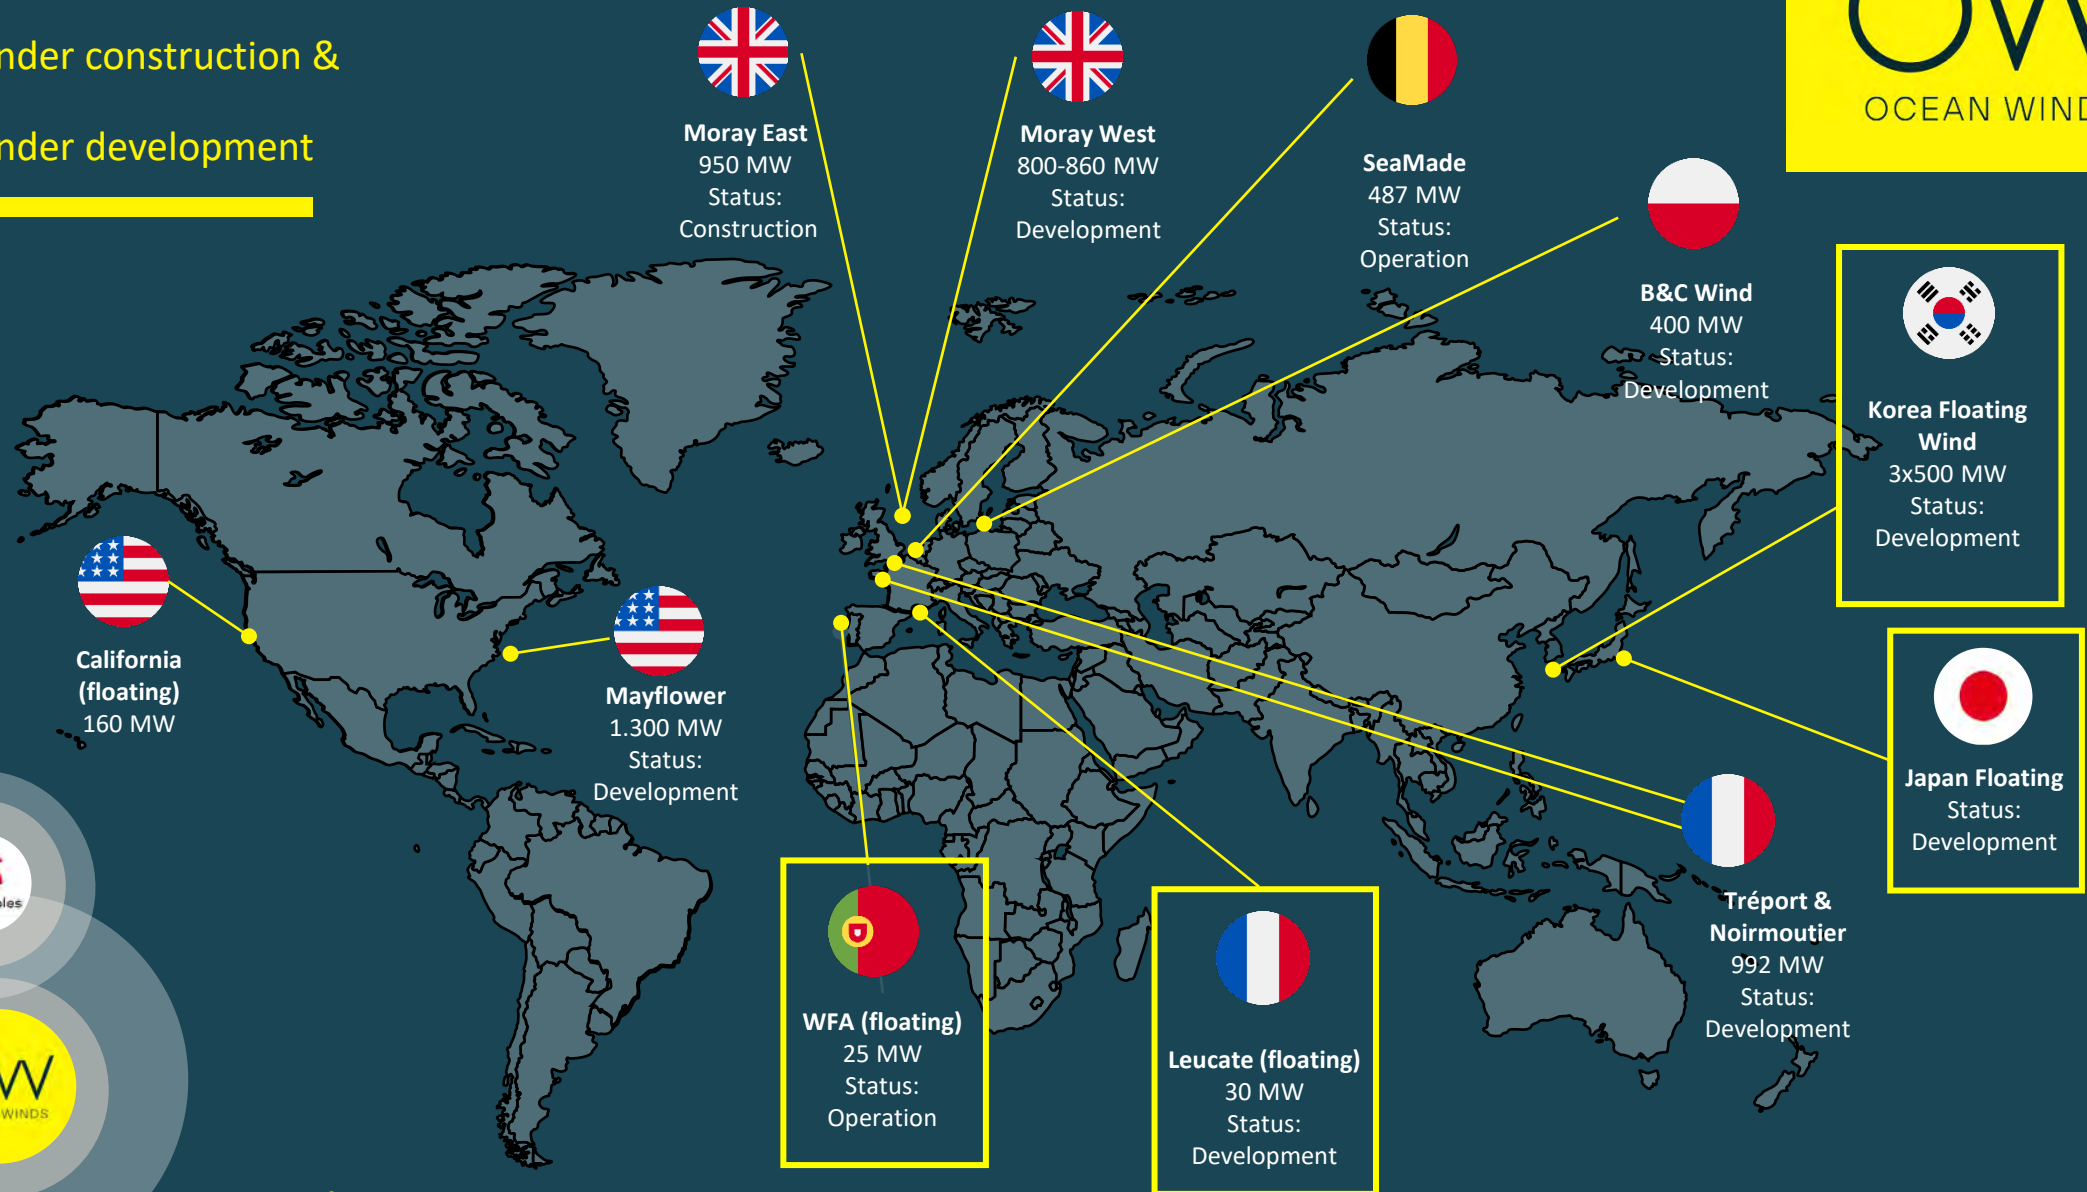 nder construction &
nder development
OW
OCEAN WIND
Moray East
950 MW
Status:
Construction
Moray West
800-860 MW
Status:
Development
SeaMade
487 MW
Status:
Operation
B&C Wind
400 MW
Status:
Development
Korea Floating
Wind
3x500 MW
Status:
Development
California
(floating)
160 MW
Mayflower
1.300 MW
Status:
Development
Japan Floating
Status:
Development
Tréport &
Noirmoutier
992 MW
Status:
Development
WFA (floating)
25 MW
Status:
Operation
Leucate (floating)
30 MW
Status:
Development
WINDS